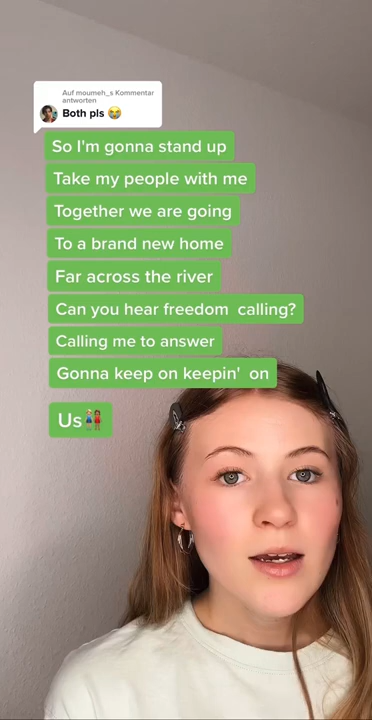 Auf moumeh_s Kommentar
antworten
Both pls 😭
So I'm gonna stand up
Take my people with me
Together we are going
To a brand new home
Far across the river
Can you hear freedom calling?
Calling me to answer
Gonna keep on keepin' on
Us👭